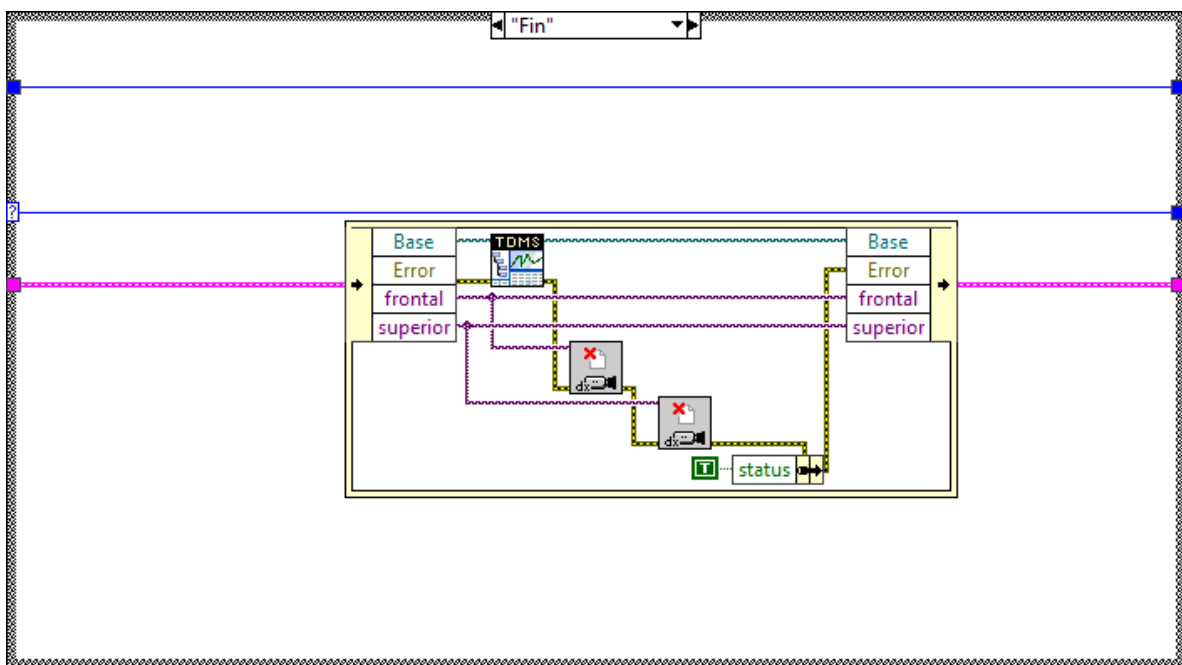 "Fin"
?
Base
TDMS
Base
Error
Error
frontal
frontal
superior
superior
dx
dx
T
status